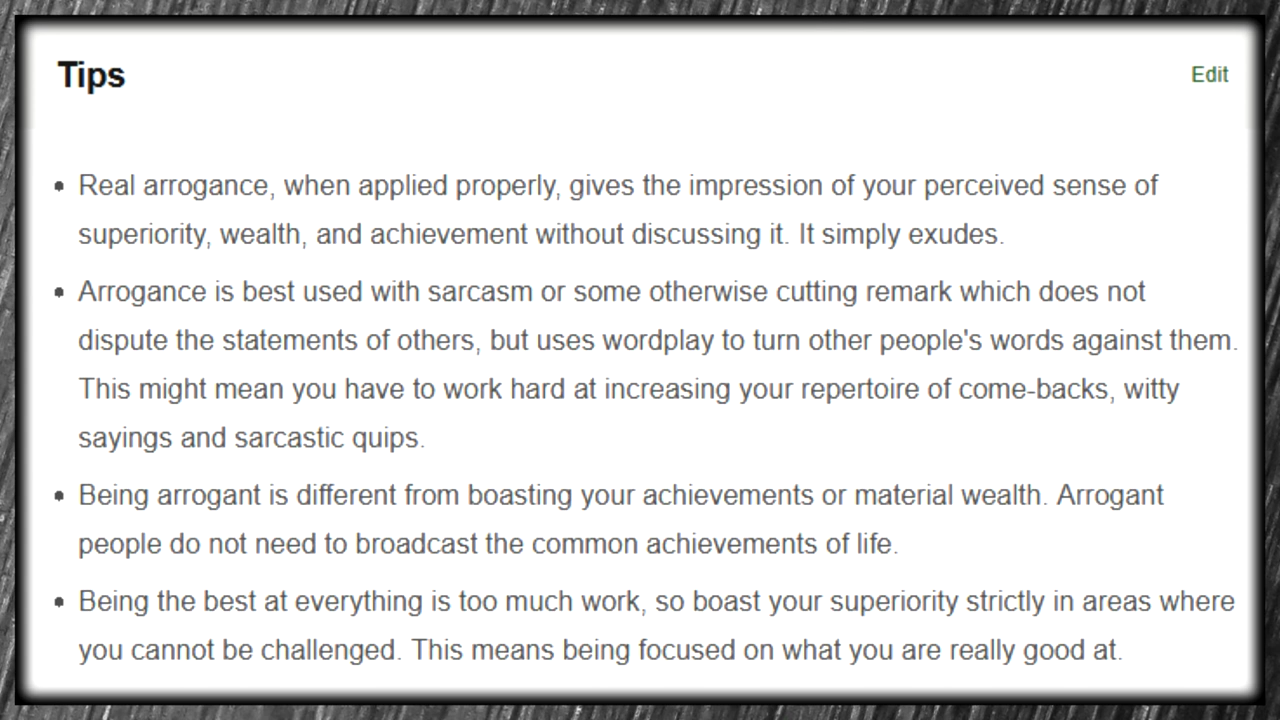 Tips
Edit
Real arrogance, when applied properly, gives the impression of your perceived sense of
superiority, wealth, and achievement without discussing it. It simply exudes.
Arrogance is best used with sarcasm or some otherwise cutting remark which does not
dispute the statements of others, but uses wordplay to turn other people's words against them.
This might mean you have to work hard at increasing your repertoire of come-backs, witty
sayings and sarcastic quips.
Being arrogant is different from boasting your achievements or material wealth. Arrogant
people do not need to broadcast the common achievements of life.
Being the best at everything is too much work, so boast your superiority strictly in areas where
you cannot be challenged. This means being focused on what you are really good at.